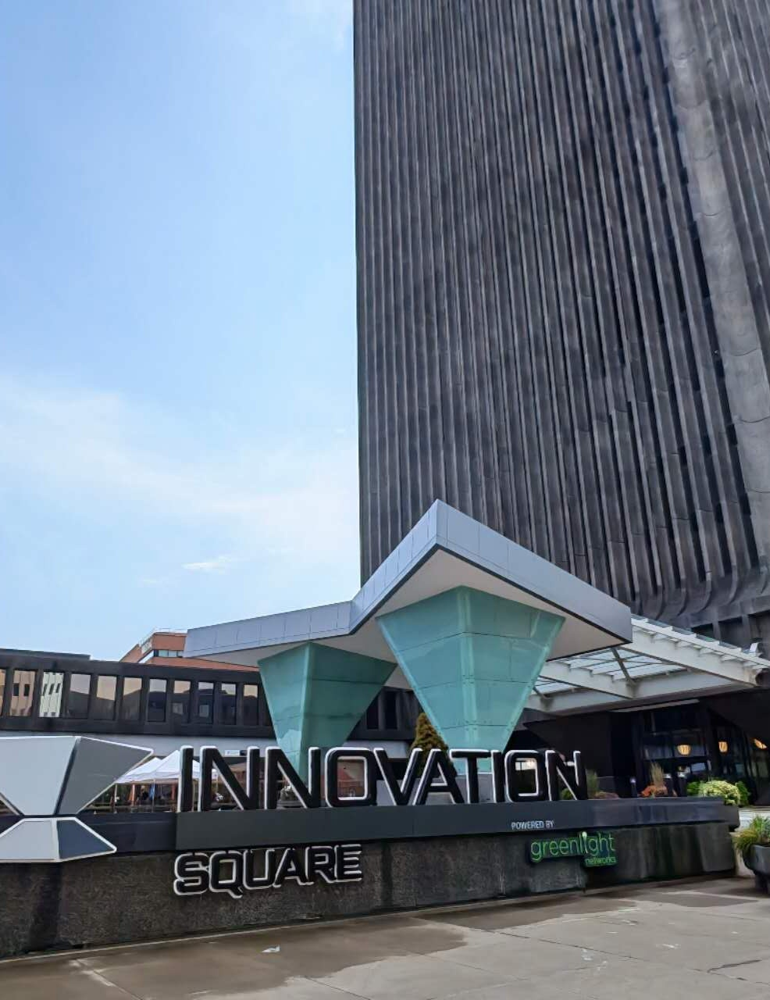 INNOVATION
SQUARE
POWERED BY
greenlight
networks